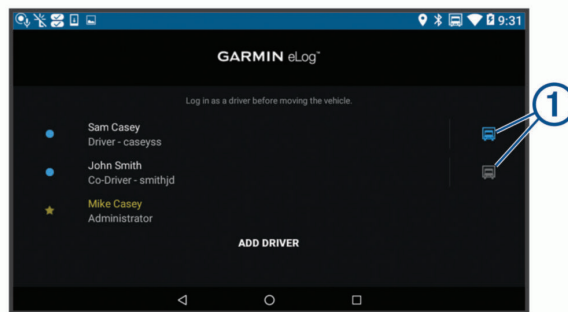 9:31
GARMIN eLog™
Log in as a driver before moving the vehicle.
Sam Casey
Driver - caseyss
John Smith
Co-Driver - smithjd
Mike Casey
Administrator
ADD DRIVER
1